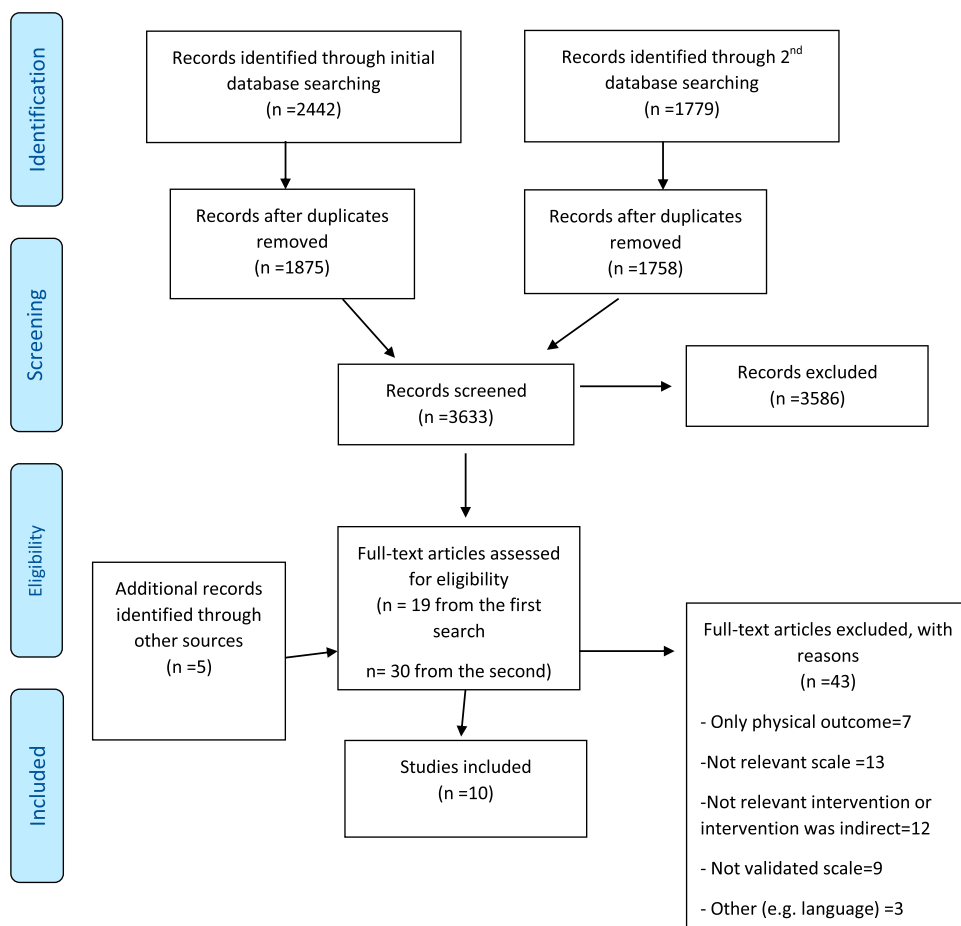 Identification
Records identified through initial
database searching
(n =2442)
Records identified through 2nd
database searching
(n =1779)
Records after duplicates
removed
(n =1875)
Records after duplicates
removed
(n =1758)
Screening
Records screened
(n =3633)
Records excluded
(n =3586)
Eligibility
Additional records
identified through
other sources
(n =5)
Full-text articles assessed
for eligibility
(n = 19 from the first
search
n= 30 from the second)
Full-text articles excluded, with
reasons
(n =43)
- Only physical outcome=7
-Not relevant scale =13
-Not relevant intervention or
intervention was indirect=12
- Not validated scale=9
- Other (e.g. language) =3
Included
Studies included
(n =10)